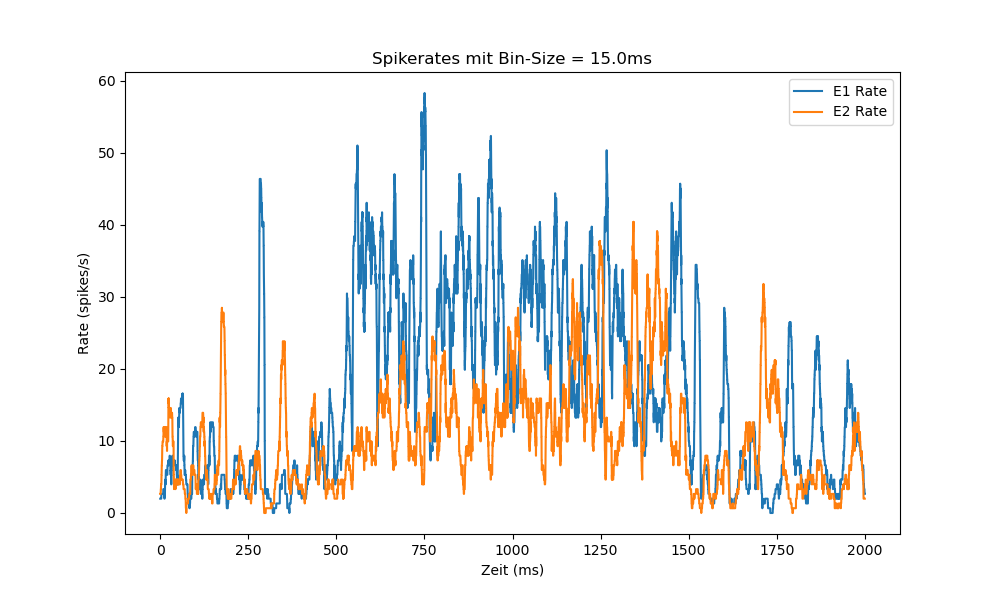 Spikerates mit Bin-Size = 15.0ms
E1 Rate
E2 Rate
60
50
40
30
20
10
0
Rate (spikes/s)
0 250 500 750 1000 1250 1500 1750 2000
Zeit (ms)